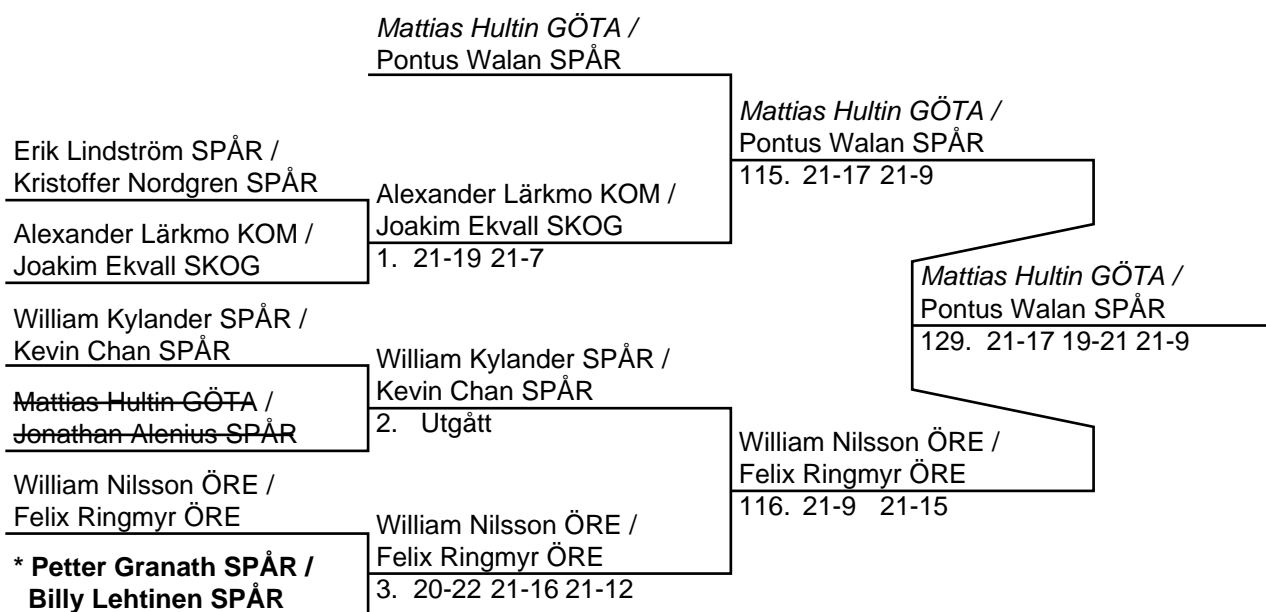 Mattias Hultin GÖTA /
Pontus Walan SPÅR
Mattias Hultin GÖTA /
Pontus Walan SPÅR
115. 21-17 21-9
Erik Lindström SPÅR /
Kristoffer Nordgren SPÅR
Alexander Lärkmo KOM /
Joakim Ekvall SKOG
1. 21-19 21-7
Alexander Lärkmo KOM /
Joakim Ekvall SKOG
Mattias Hultin GÖTA /
Pontus Walan SPÅR
129. 21-17 19-21 21-9
William Kylander SPÅR /
Kevin Chan SPÅR
William Kylander SPÅR /
Kevin Chan SPÅR
2. Utgått
Mattias Hultin GÖTA /
Jonathan Alenius SPÅR
William Nilsson ÖRE /
Felix Ringmyr ÖRE
116. 21-9 21-15
William Nilsson ÖRE /
Felix Ringmyr ÖRE
William Nilsson ÖRE /
Felix Ringmyr ÖRE
3. 20-22 21-16 21-12
* Petter Granath SPÅR /
Billy Lehtinen SPÅR